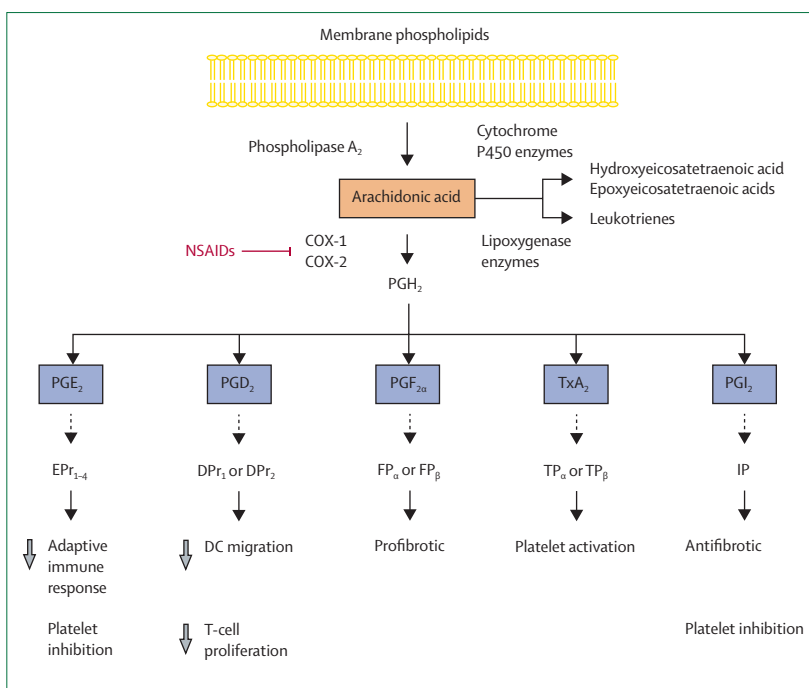 Membrane phospholipids
Phospholipase A₂
Cytochrome
P450 enzymes
Hydroxyeicosatetraenoic acid
Epoxyeicosatetraenoic acids
Arachidonic acid
Leukotrienes
NSAIDs
COX-1
COX-2
Lipoxygenase
enzymes
PGH₂
PGE₂
PGD₂
PGF₂α
TxA₂
PGI₂
EPr₁₋₄
DPr₁ or DPr₂
FPα or FPβ
TPα or TPβ
IP
Adaptive
immune
response
DC migration
Profibrotic
Platelet activation
Antifibrotic
Platelet
inhibition
T-cell
proliferation
Platelet inhibition